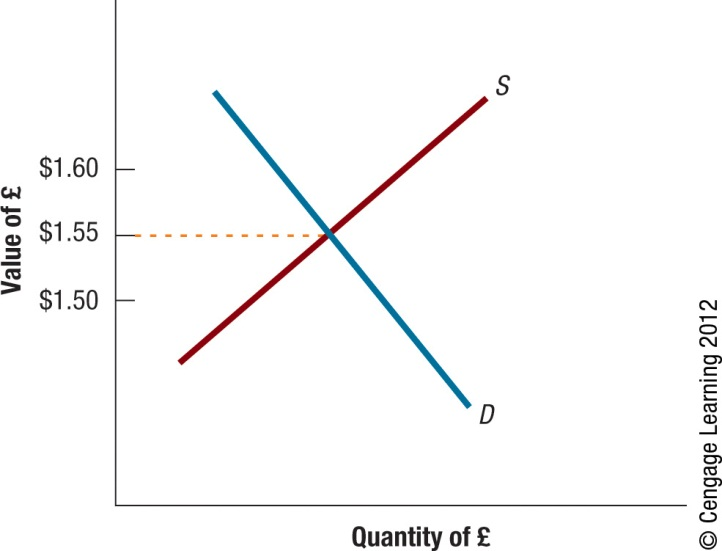 S
$1.60
Value of £
$1.55
$1.50
D
Quantity of £
© Cengage Learning 2012